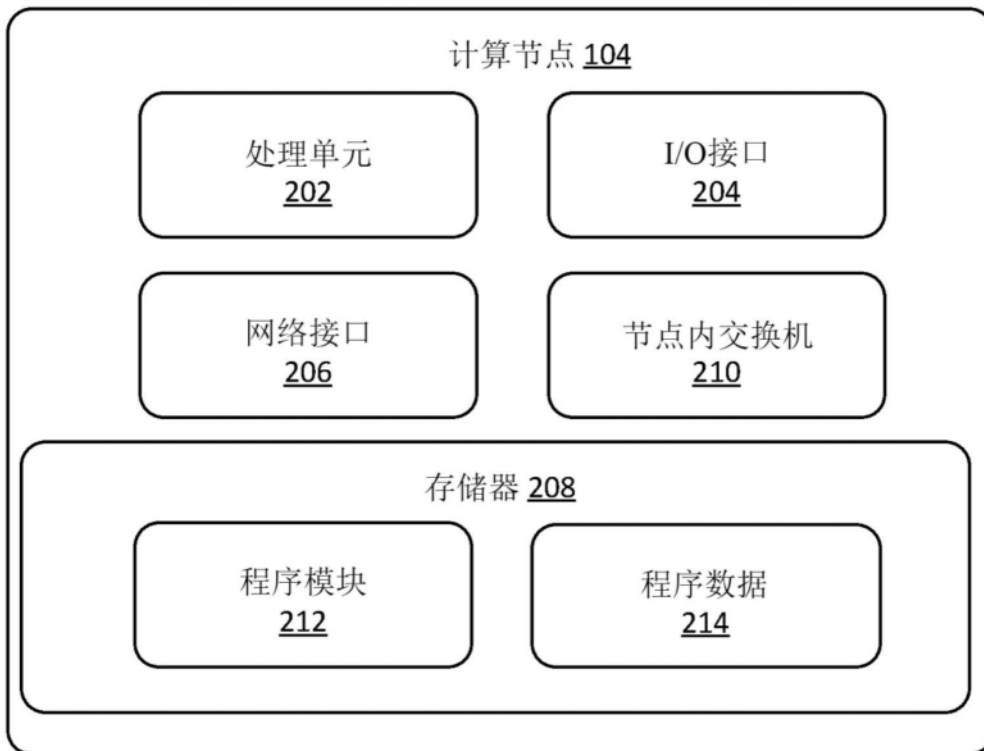 计算节点 104
处理单元
202
I/O接口
204
网络接口
206
节点内交换机
210
存储器 208
程序模块
212
程序数据
214